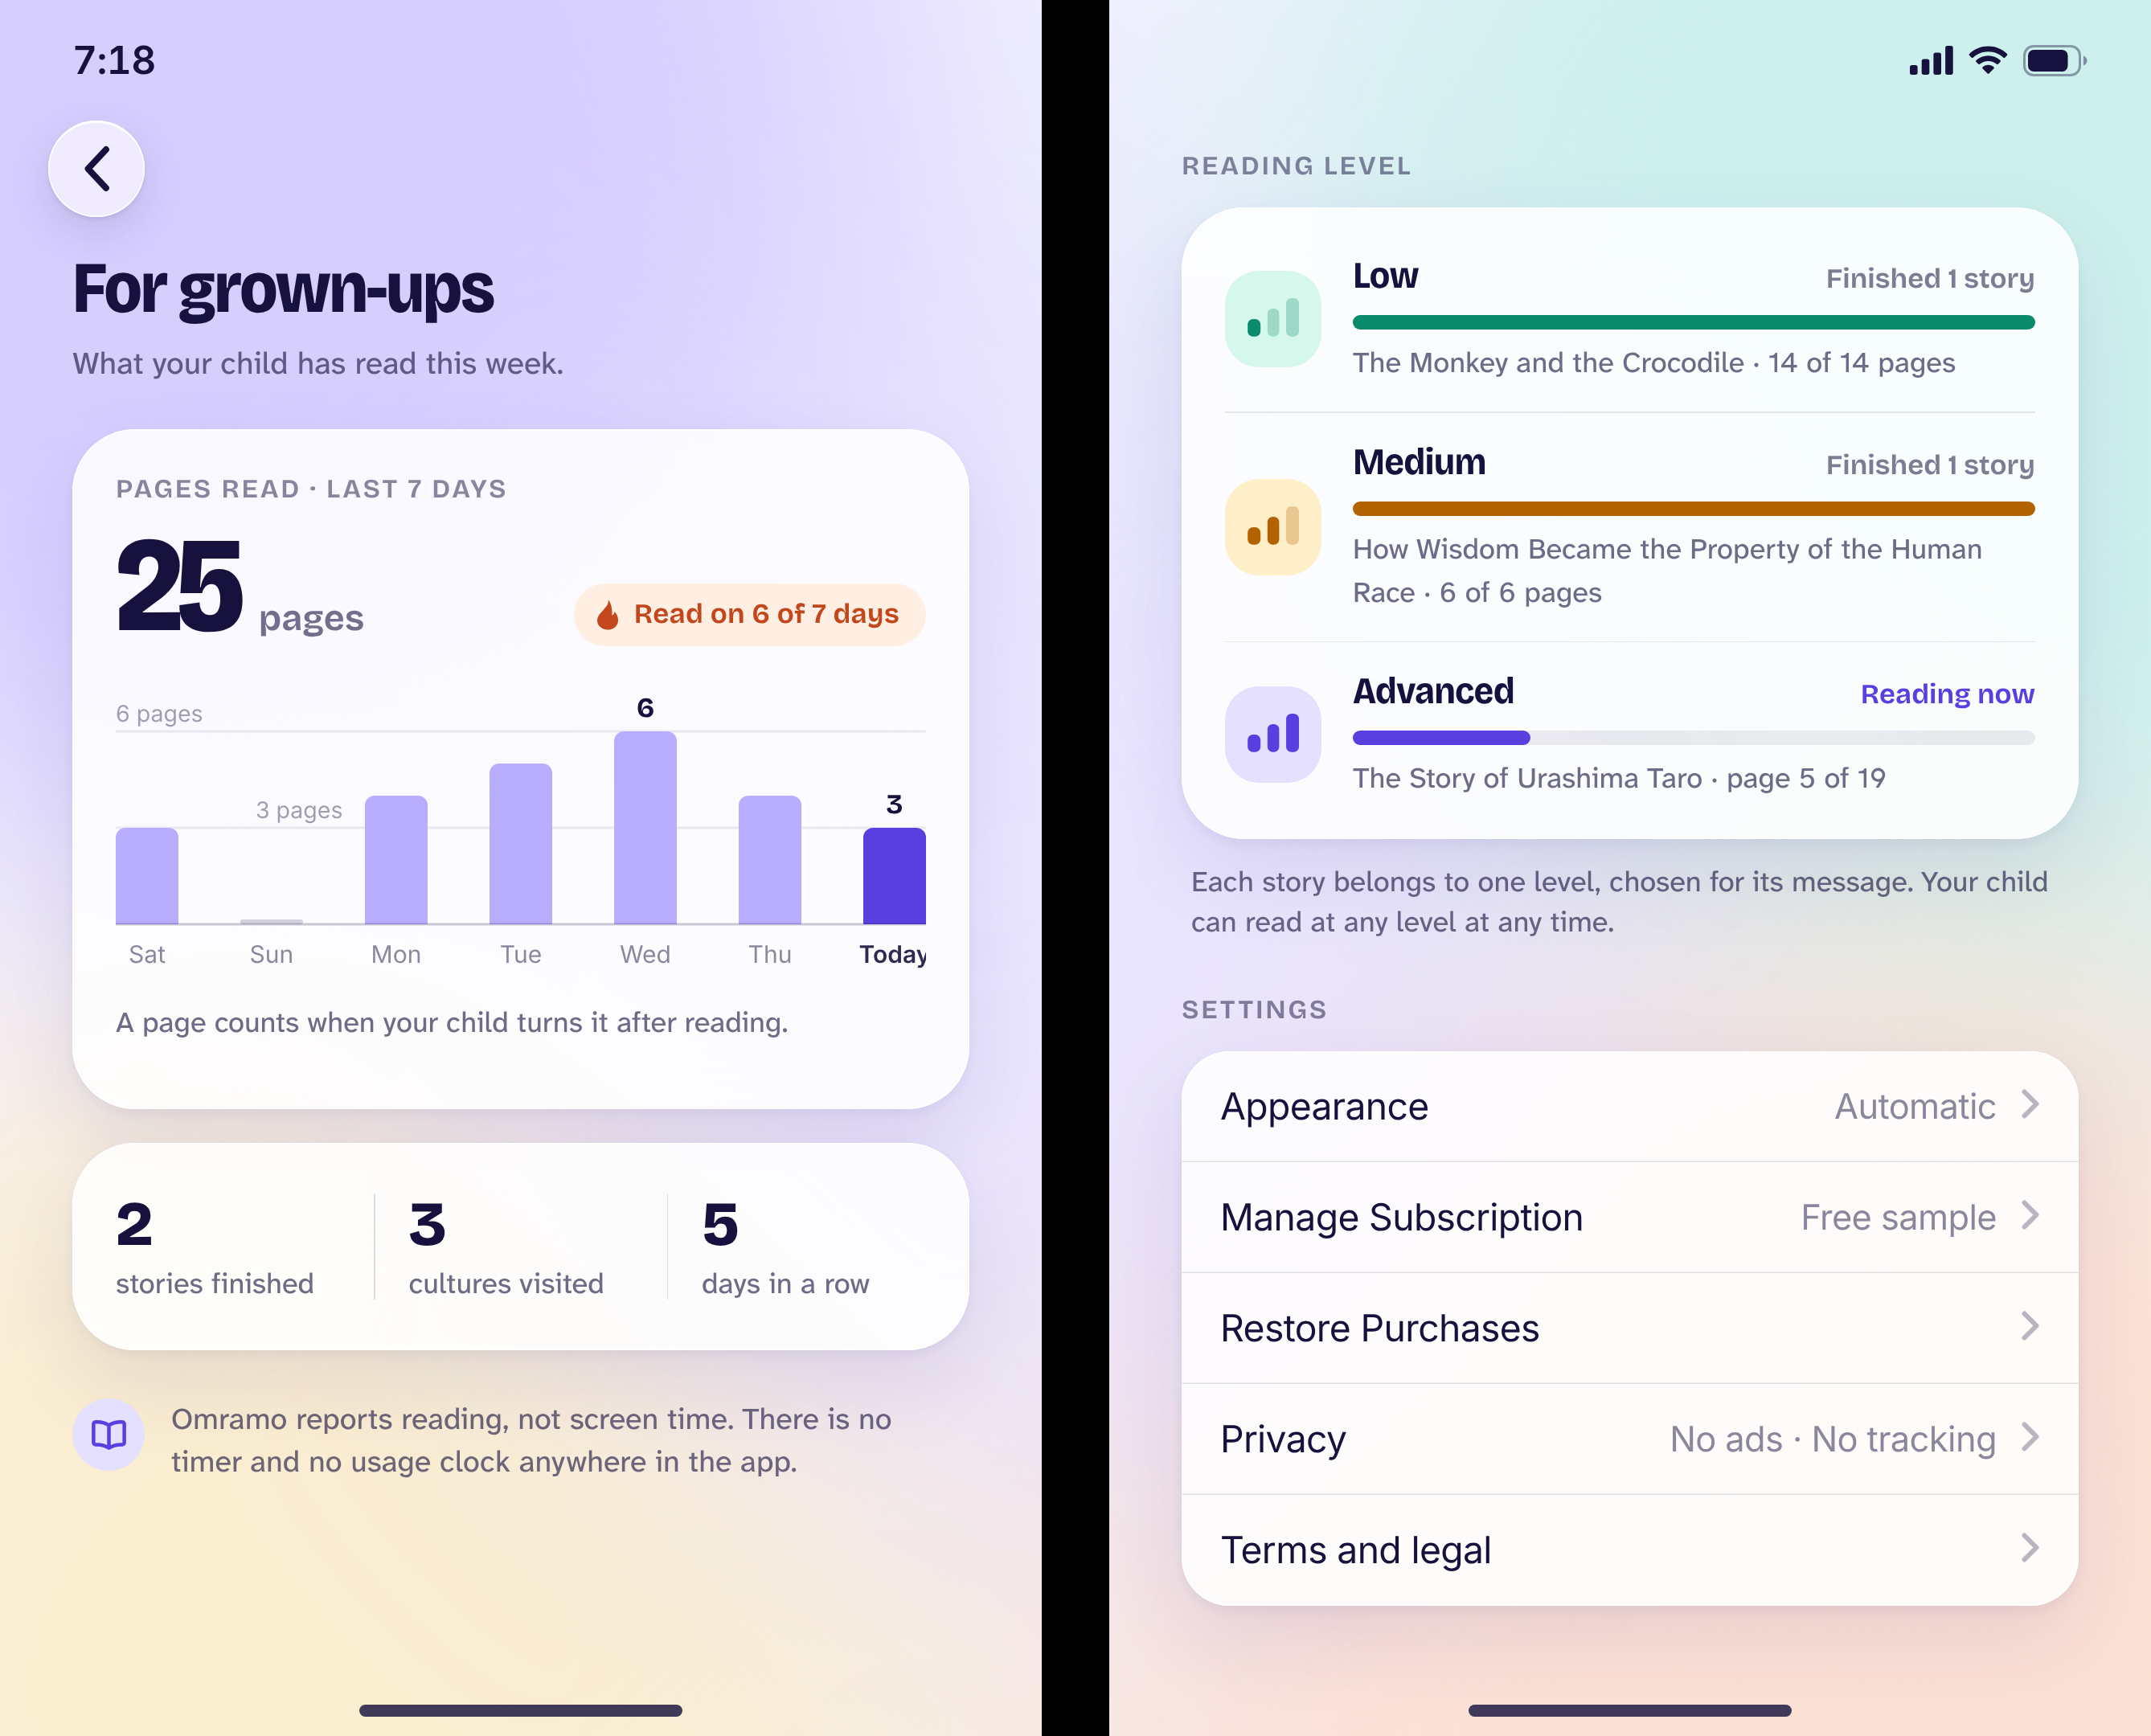 7:18
For grown-ups
What your child has read this week.
PAGES READ · LAST 7 DAYS
25 pages
Read on 6 of 7 days
6 pages
6
3 pages
3
Sat Sun Mon Tue Wed Thu Today
A page counts when your child turns it after reading.
2
stories finished
3
cultures visited
5
days in a row
Omramo reports reading, not screen time. There is no
timer and no usage clock anywhere in the app.
READING LEVEL
Low Finished 1 story
The Monkey and the Crocodile · 14 of 14 pages
Medium Finished 1 story
How Wisdom Became the Property of the Human
Race · 6 of 6 pages
Advanced Reading now
The Story of Urashima Taro · page 5 of 19
Each story belongs to one level, chosen for its message. Your child
can read at any level at any time.
SETTINGS
Appearance Automatic
Manage Subscription Free sample
Restore Purchases
Privacy No ads · No tracking
Terms and legal